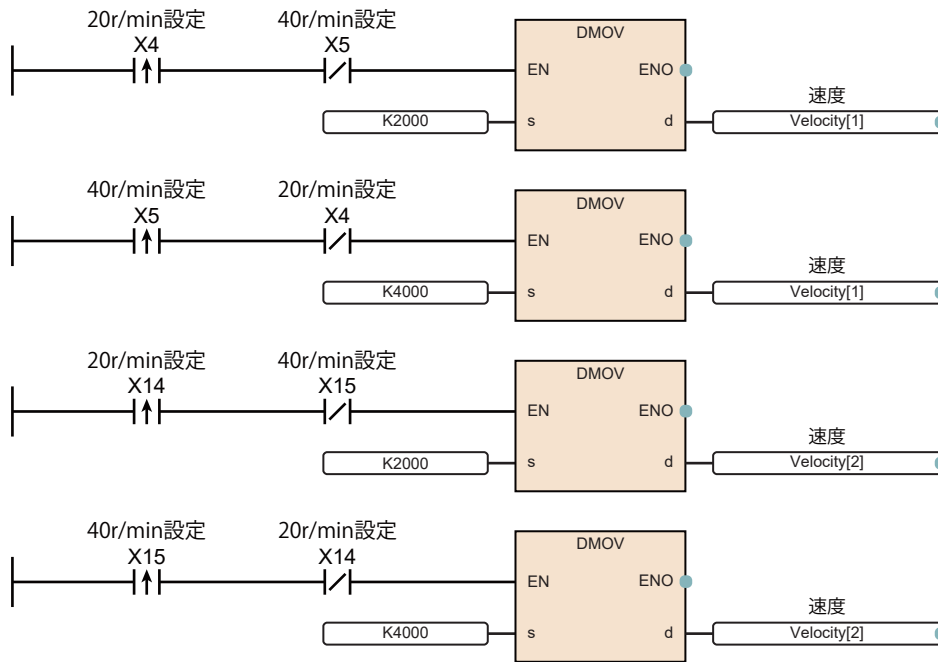 20r/min設定 40r/min設定
X4 X5
DMOV
EN ENO
速度
K2000 s d Velocity[1]
40r/min設定 20r/min設定
X5 X4
DMOV
EN ENO
速度
K4000 s d Velocity[1]
20r/min設定 40r/min設定
X14 X15
DMOV
EN ENO
速度
K2000 s d Velocity[2]
40r/min設定 20r/min設定
X15 X14
DMOV
EN ENO
速度
K4000 s d Velocity[2]